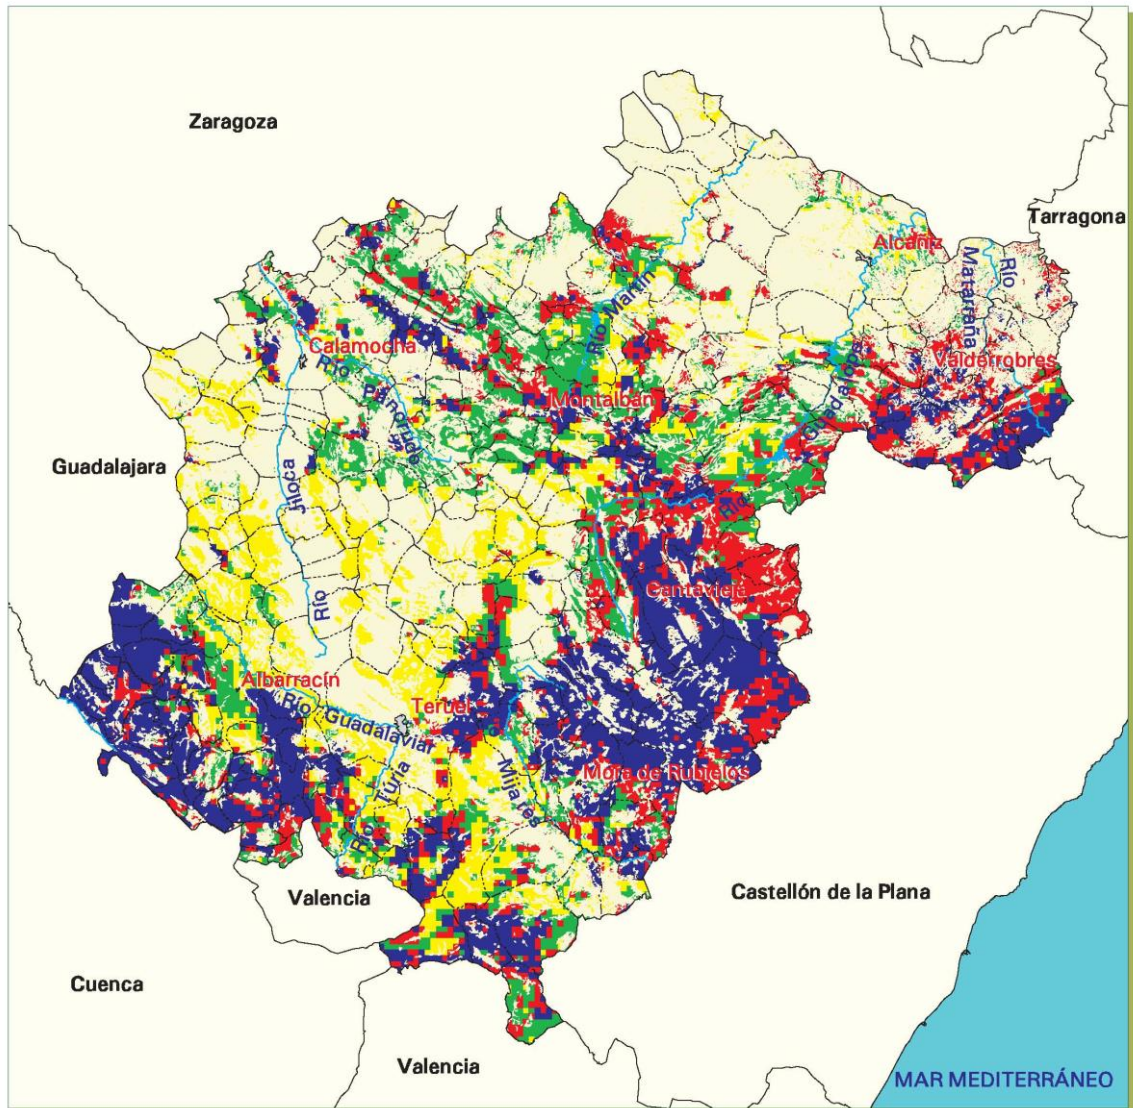 Zaragoza
Tarragona
Alcañiz
Río
Matarraña
Río Martín
Calamocha
Río Pancrudo
Valderrobres
Montalbán
Guadalope
Guadalajara
Jiloca
Río
Río
Cantavieja
Albarracín
Teruel
Río Guadalaviar
Mijares
Mora de Rubielos
Río Túria
Valencia
Castellón de la Plana
Cuenca
Valencia
MAR MEDITERRÁNEO